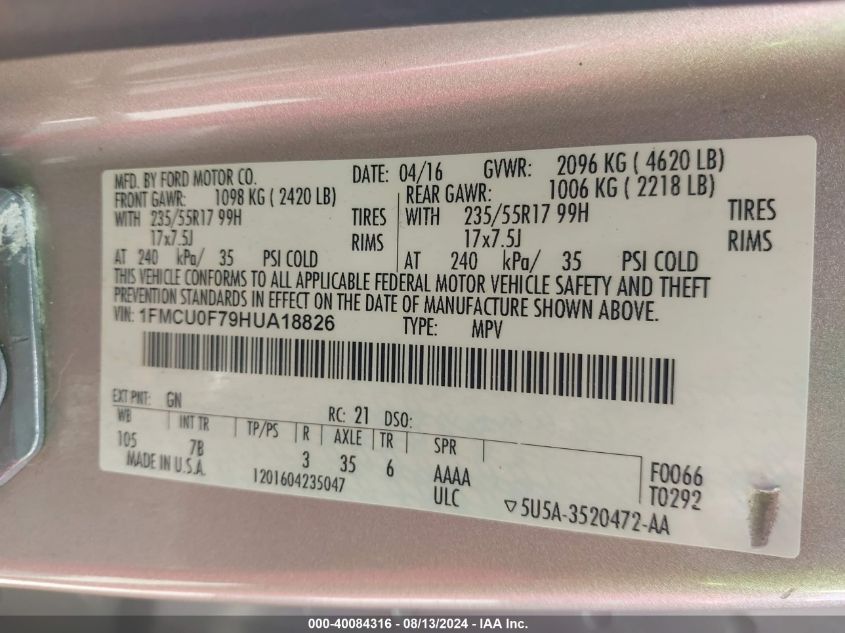 MFD. BY FORD MOTOR CO. DATE: 04/16 GVWR: 2096 KG ( 4620 LB)
FRONT GAWR: 1098 KG ( 2420 LB) REAR GAWR: 1006 KG ( 2218 LB)
WITH 235/55R17 99H TIRES WITH 235/55R17 99H TIRES
17x7.5J RIMS 17x7.5J RIMS
AT 240 kPa/ 35 PSI COLD AT 240 kPa/ 35 PSI COLD
THIS VEHICLE CONFORMS TO ALL APPLICABLE FEDERAL MOTOR VEHICLE SAFETY AND THEFT
PREVENTION STANDARDS IN EFFECT ON THE DATE OF MANUFACTURE SHOWN ABOVE.
VIN: 1FMCU0F79HUA18826 TYPE: MPV
EXT PNT: GN RC: 21 DSO:
WB INT TR TP/PS R AXLE TR SPR
105 7B 3 35 6 AAAA F0066
MADE IN U.S.A. 1201604235047 ULC T0292
▽5U5A-3520472-AA
000-40084316 - 08/13/2024 - IAA Inc.